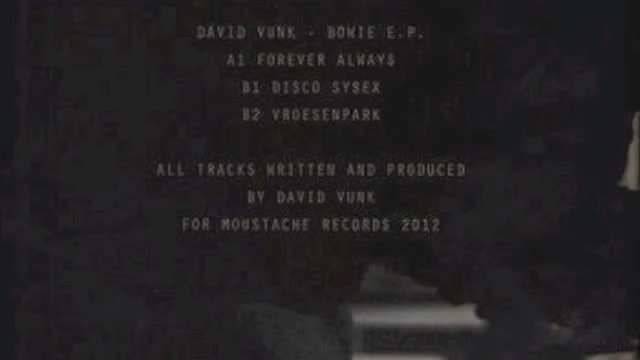 DAVID VUNK - BOWIE E.P.
A1 FOREVER ALWAYS
B1 DISCO SYSEX
B2 VROESENPARK
ALL TRACKS WRITTEN AND PRODUCED
BY DAVID VUNK
FOR MOUSTACHE RECORDS 2012